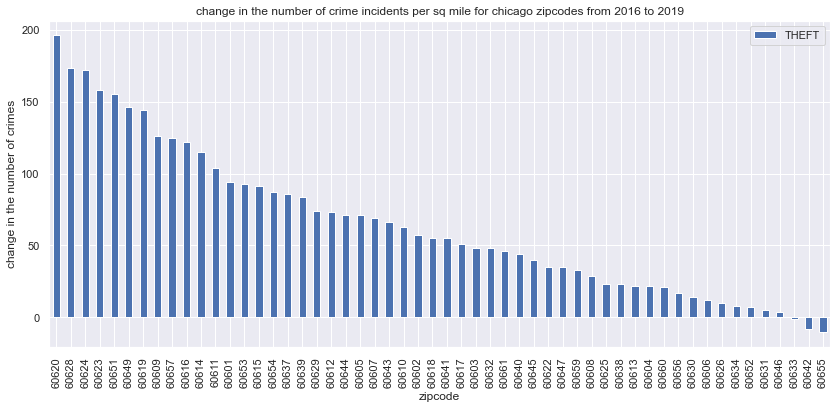 change in the number of crime incidents per sq mile for chicago zipcodes from 2016 to 2019
THEFT
change in the number of crimes
200
150
100
50
0
60620 60628 60624 60623 60651 60649 60619 60609 60657 60616 60614 60611 60601 60653 60615 60654 60637 60639 60629 60612 60644 60605 60607 60643 60610 60602 60618 60641 60617 60603 60632 60661 60640 60645 60622 60647 60659 60608 60625 60638 60613 60604 60660 60656 60630 60606 60626 60634 60652 60631 60646 60633 60642 60655
zipcode